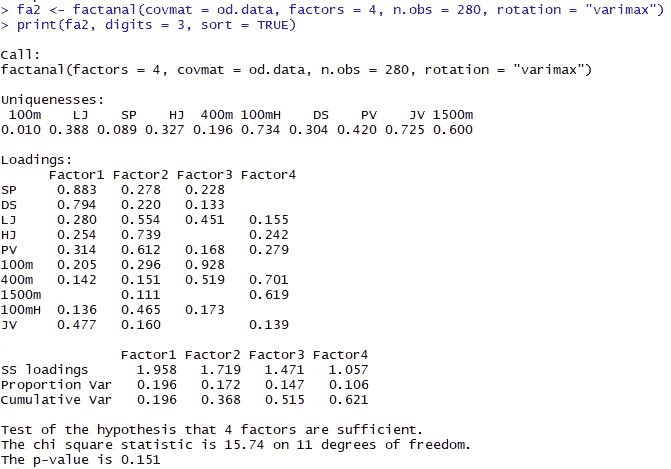 > fa2 <- factanal(covmat = od.data, factors = 4, n.obs = 280, rotation = "varimax")
> print(fa2, digits = 3, sort = TRUE)
Call:
factanal(factors = 4, covmat = od.data, n.obs = 280, rotation = "varimax")
Uniquenesses:
100m LJ SP HJ 400m 100mH DS PV JV 1500m
0.010 0.388 0.089 0.327 0.196 0.734 0.304 0.420 0.725 0.600
Loadings:
Factor1 Factor2 Factor3 Factor4
SP 0.883 0.278 0.228
DS 0.794 0.220 0.133
LJ 0.280 0.554 0.451 0.155
HJ 0.254 0.739 0.242
PV 0.314 0.612 0.168 0.279
100m 0.205 0.296 0.928
400m 0.142 0.151 0.519 0.701
1500m 0.111 0.619
100mH 0.136 0.465 0.173
JV 0.477 0.160 0.139
Factor1 Factor2 Factor3 Factor4
SS loadings 1.958 1.719 1.471 1.057
Proportion Var 0.196 0.172 0.147 0.106
Cumulative Var 0.196 0.368 0.515 0.621
Test of the hypothesis that 4 factors are sufficient.
The chi square statistic is 15.74 on 11 degrees of freedom.
The p-value is 0.151